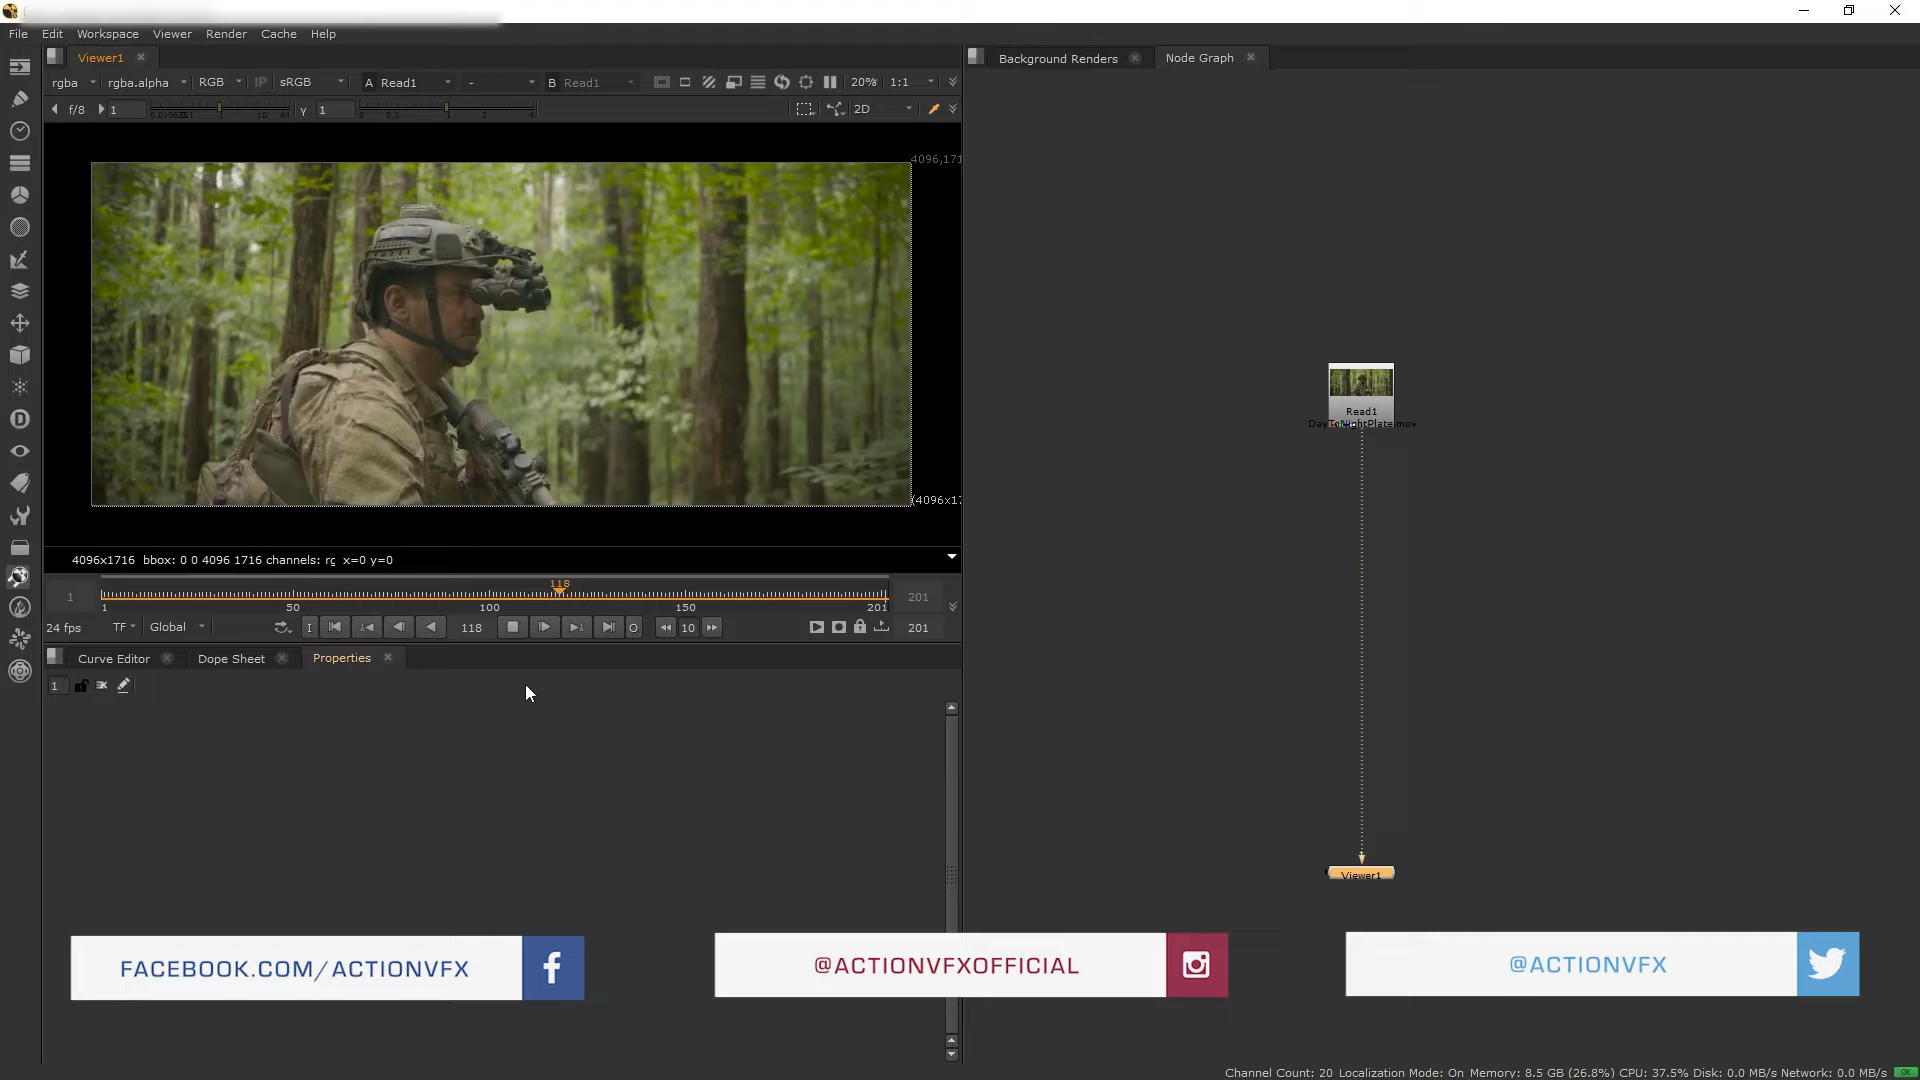 File Edit Workspace Viewer Render Cache Help
Viewer1
Background Renders Node Graph
rgba rgba.alpha RGB IP sRGB A Read1 - B Read1 20% 1:1
f/8 1 y 1 2D
4096,171
(4096x17
4096x1716 bbox: 0 0 4096 1716 channels: rg x=0 y=0
118
1 201
1 50 100 150 201
24 fps TF Global I 118 O 10 201
Curve Editor Dope Sheet Properties
1
Read1
DayToNightPlate.mov
Viewer1
FACEBOOK.COM/ACTIONVFX
@ACTIONVFXOFFICIAL
@ACTIONVFX
Channel Count: 20 Localization Mode: On Memory: 8.5 GB (26.8%) CPU: 37.5% Disk: 0.0 MB/s Network: 0.0 MB/s